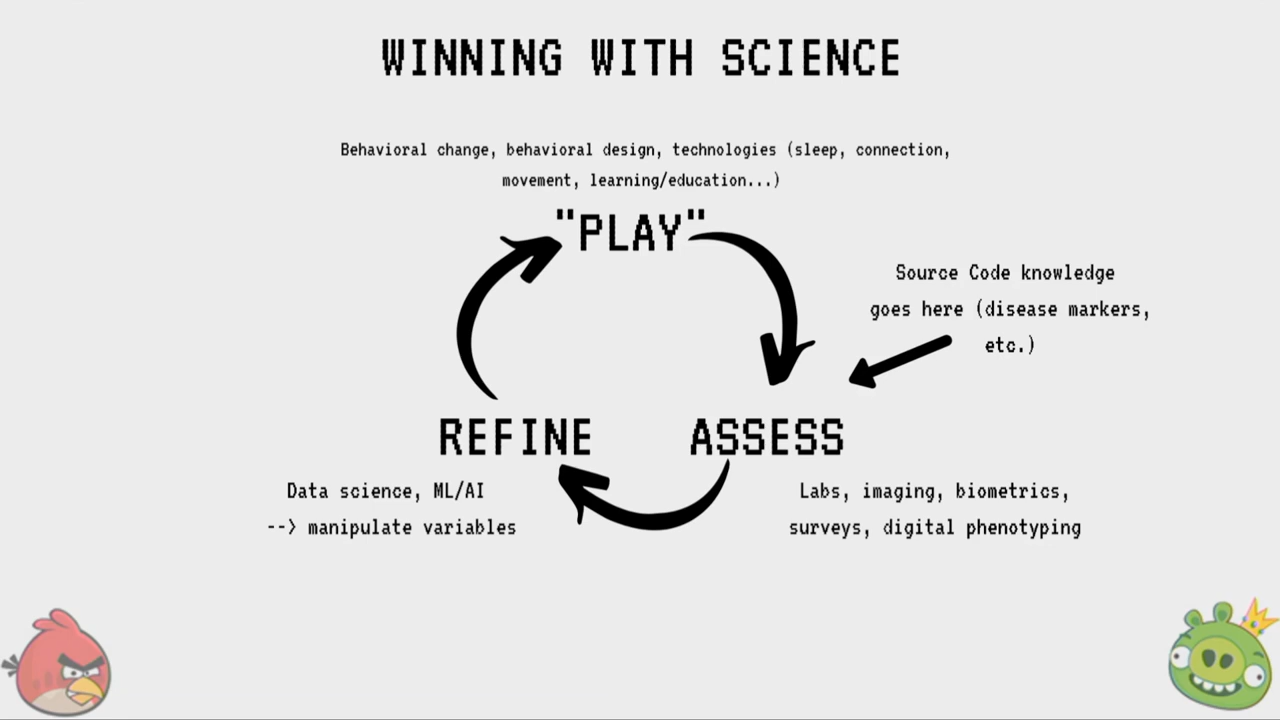 WINNING WITH SCIENCE
Behavioral change, behavioral design, technologies (sleep, connection,
movement, learning/education...)
"PLAY"
Source Code knowledge
goes here (disease markers,
etc.)
REFINE
ASSESS
Data science, ML/AI
--> manipulate variables
Labs, imaging, biometrics,
surveys, digital phenotyping